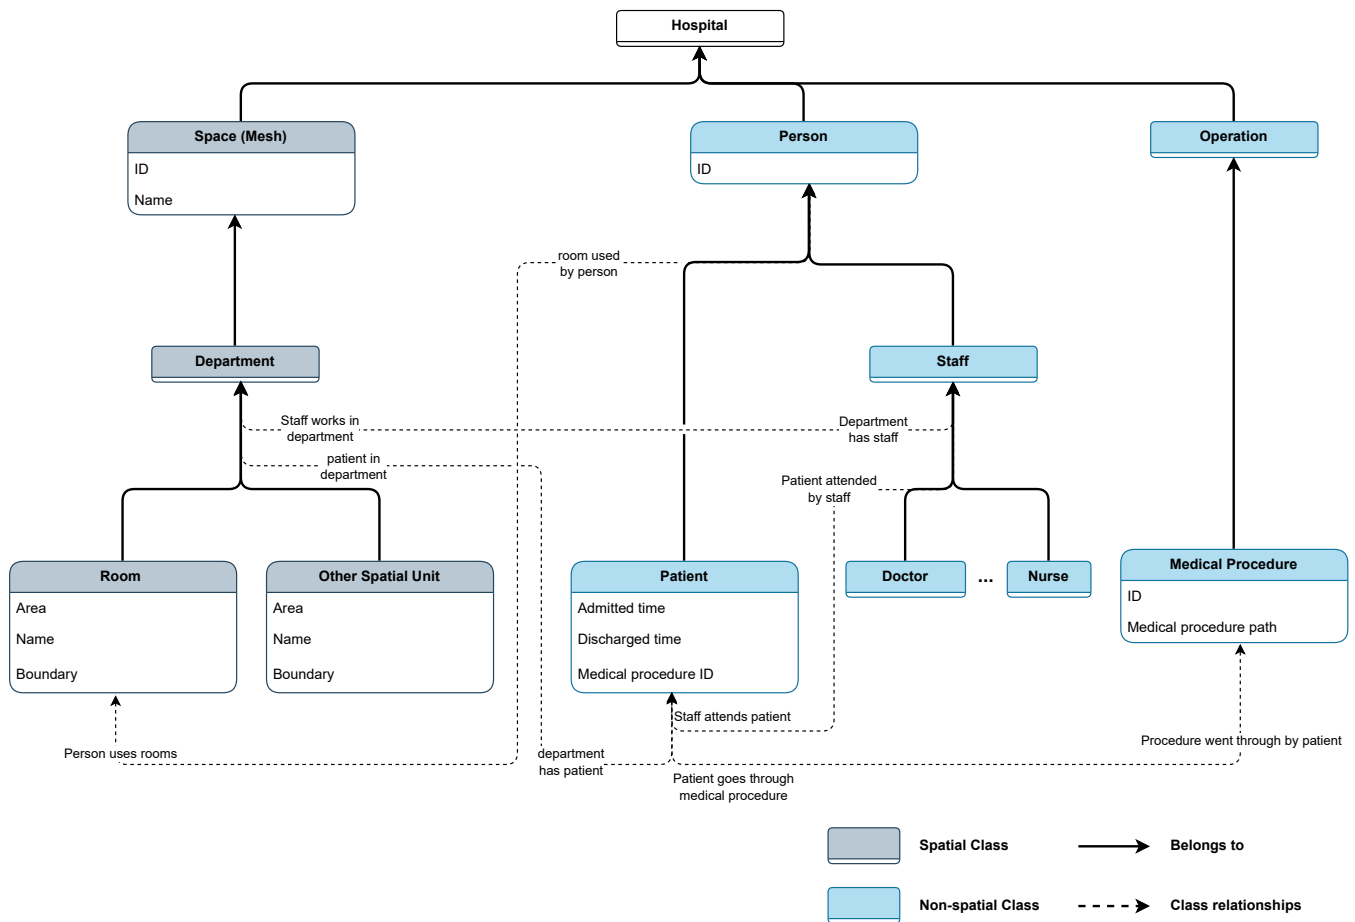 Hospital
Space (Mesh)
ID
Name
Person
ID
Operation
room used
by person
Department
Staff
Staff works in
department
Department
has staff
patient in
department
Patient attended
by staff
Room
Area
Name
Boundary
Other Spatial Unit
Area
Name
Boundary
Patient
Admitted time
Discharged time
Medical procedure ID
Doctor
...
Nurse
Medical Procedure
ID
Medical procedure path
Staff attends patient
Person uses rooms
department
has patient
Procedure went through by patient
Patient goes through
medical procedure
Spatial Class
Belongs to
Non-spatial Class
Class relationships